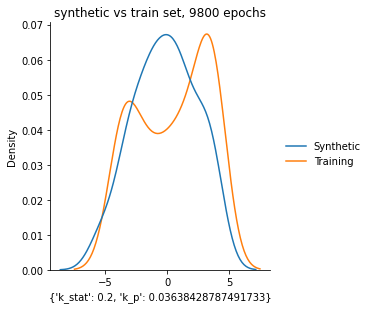 synthetic vs train set, 9800 epochs
0.07
0.06
0.05
0.04
0.03
0.02
0.01
0.00
Density
−5
0
5
{'k_stat': 0.2, 'k_p': 0.03638428787491733}
Synthetic
Training